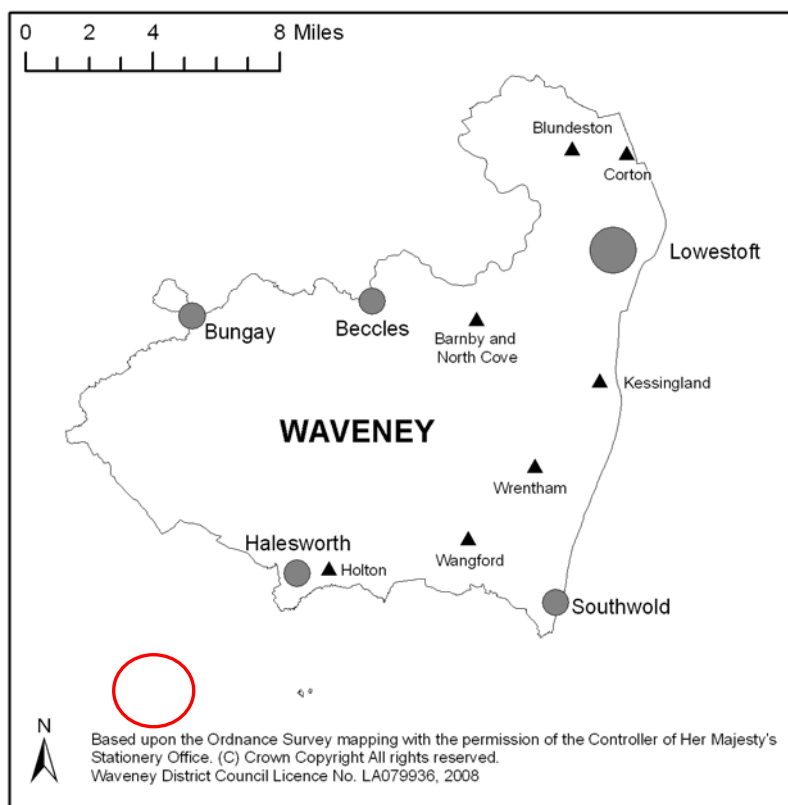 0 2 4 8 Miles
Blundeston
Corton
Lowestoft
Bungay
Beccles
Barnby and
North Cove
Kessingland
WAVENEY
Wrentham
Halesworth
Wangford
Holton
Southwold
N
Based upon the Ordnance Survey mapping with the permission of the Controller of Her Majesty's
Stationery Office. (C) Crown Copyright All rights reserved.
Waveney District Council Licence No. LA079936, 2008